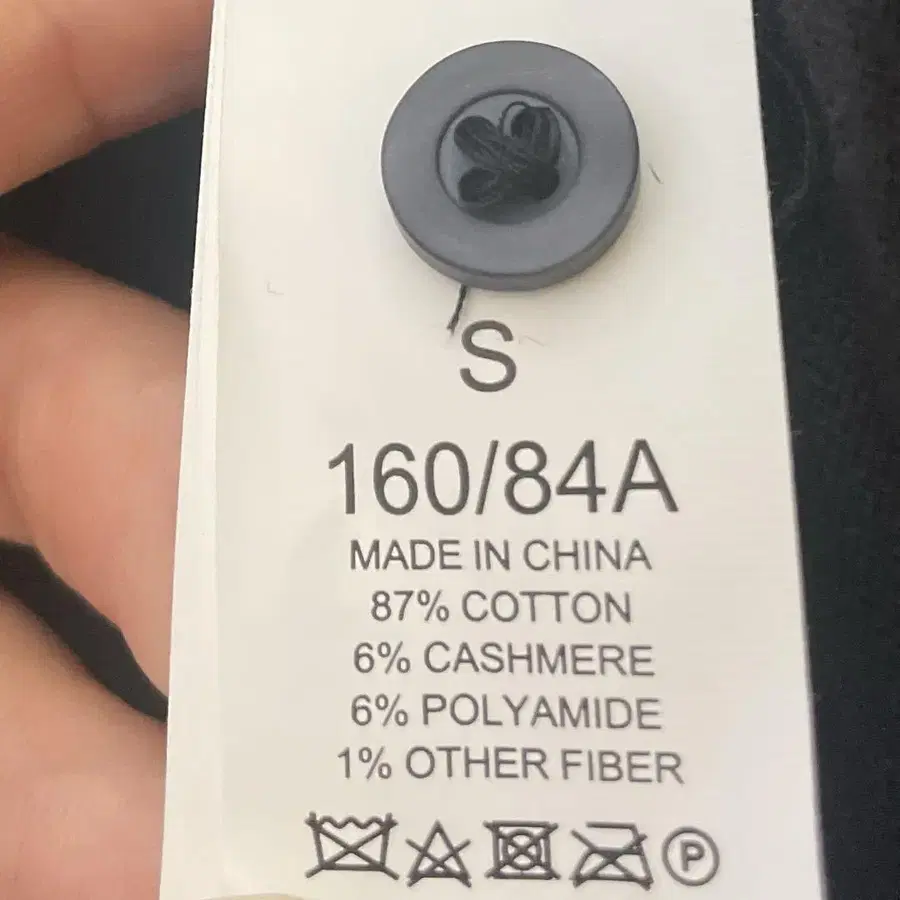 S
160/84A
MADE IN CHINA
87% COTTON
6% CASHMERE
6% POLYAMIDE
1% OTHER FIBER
P